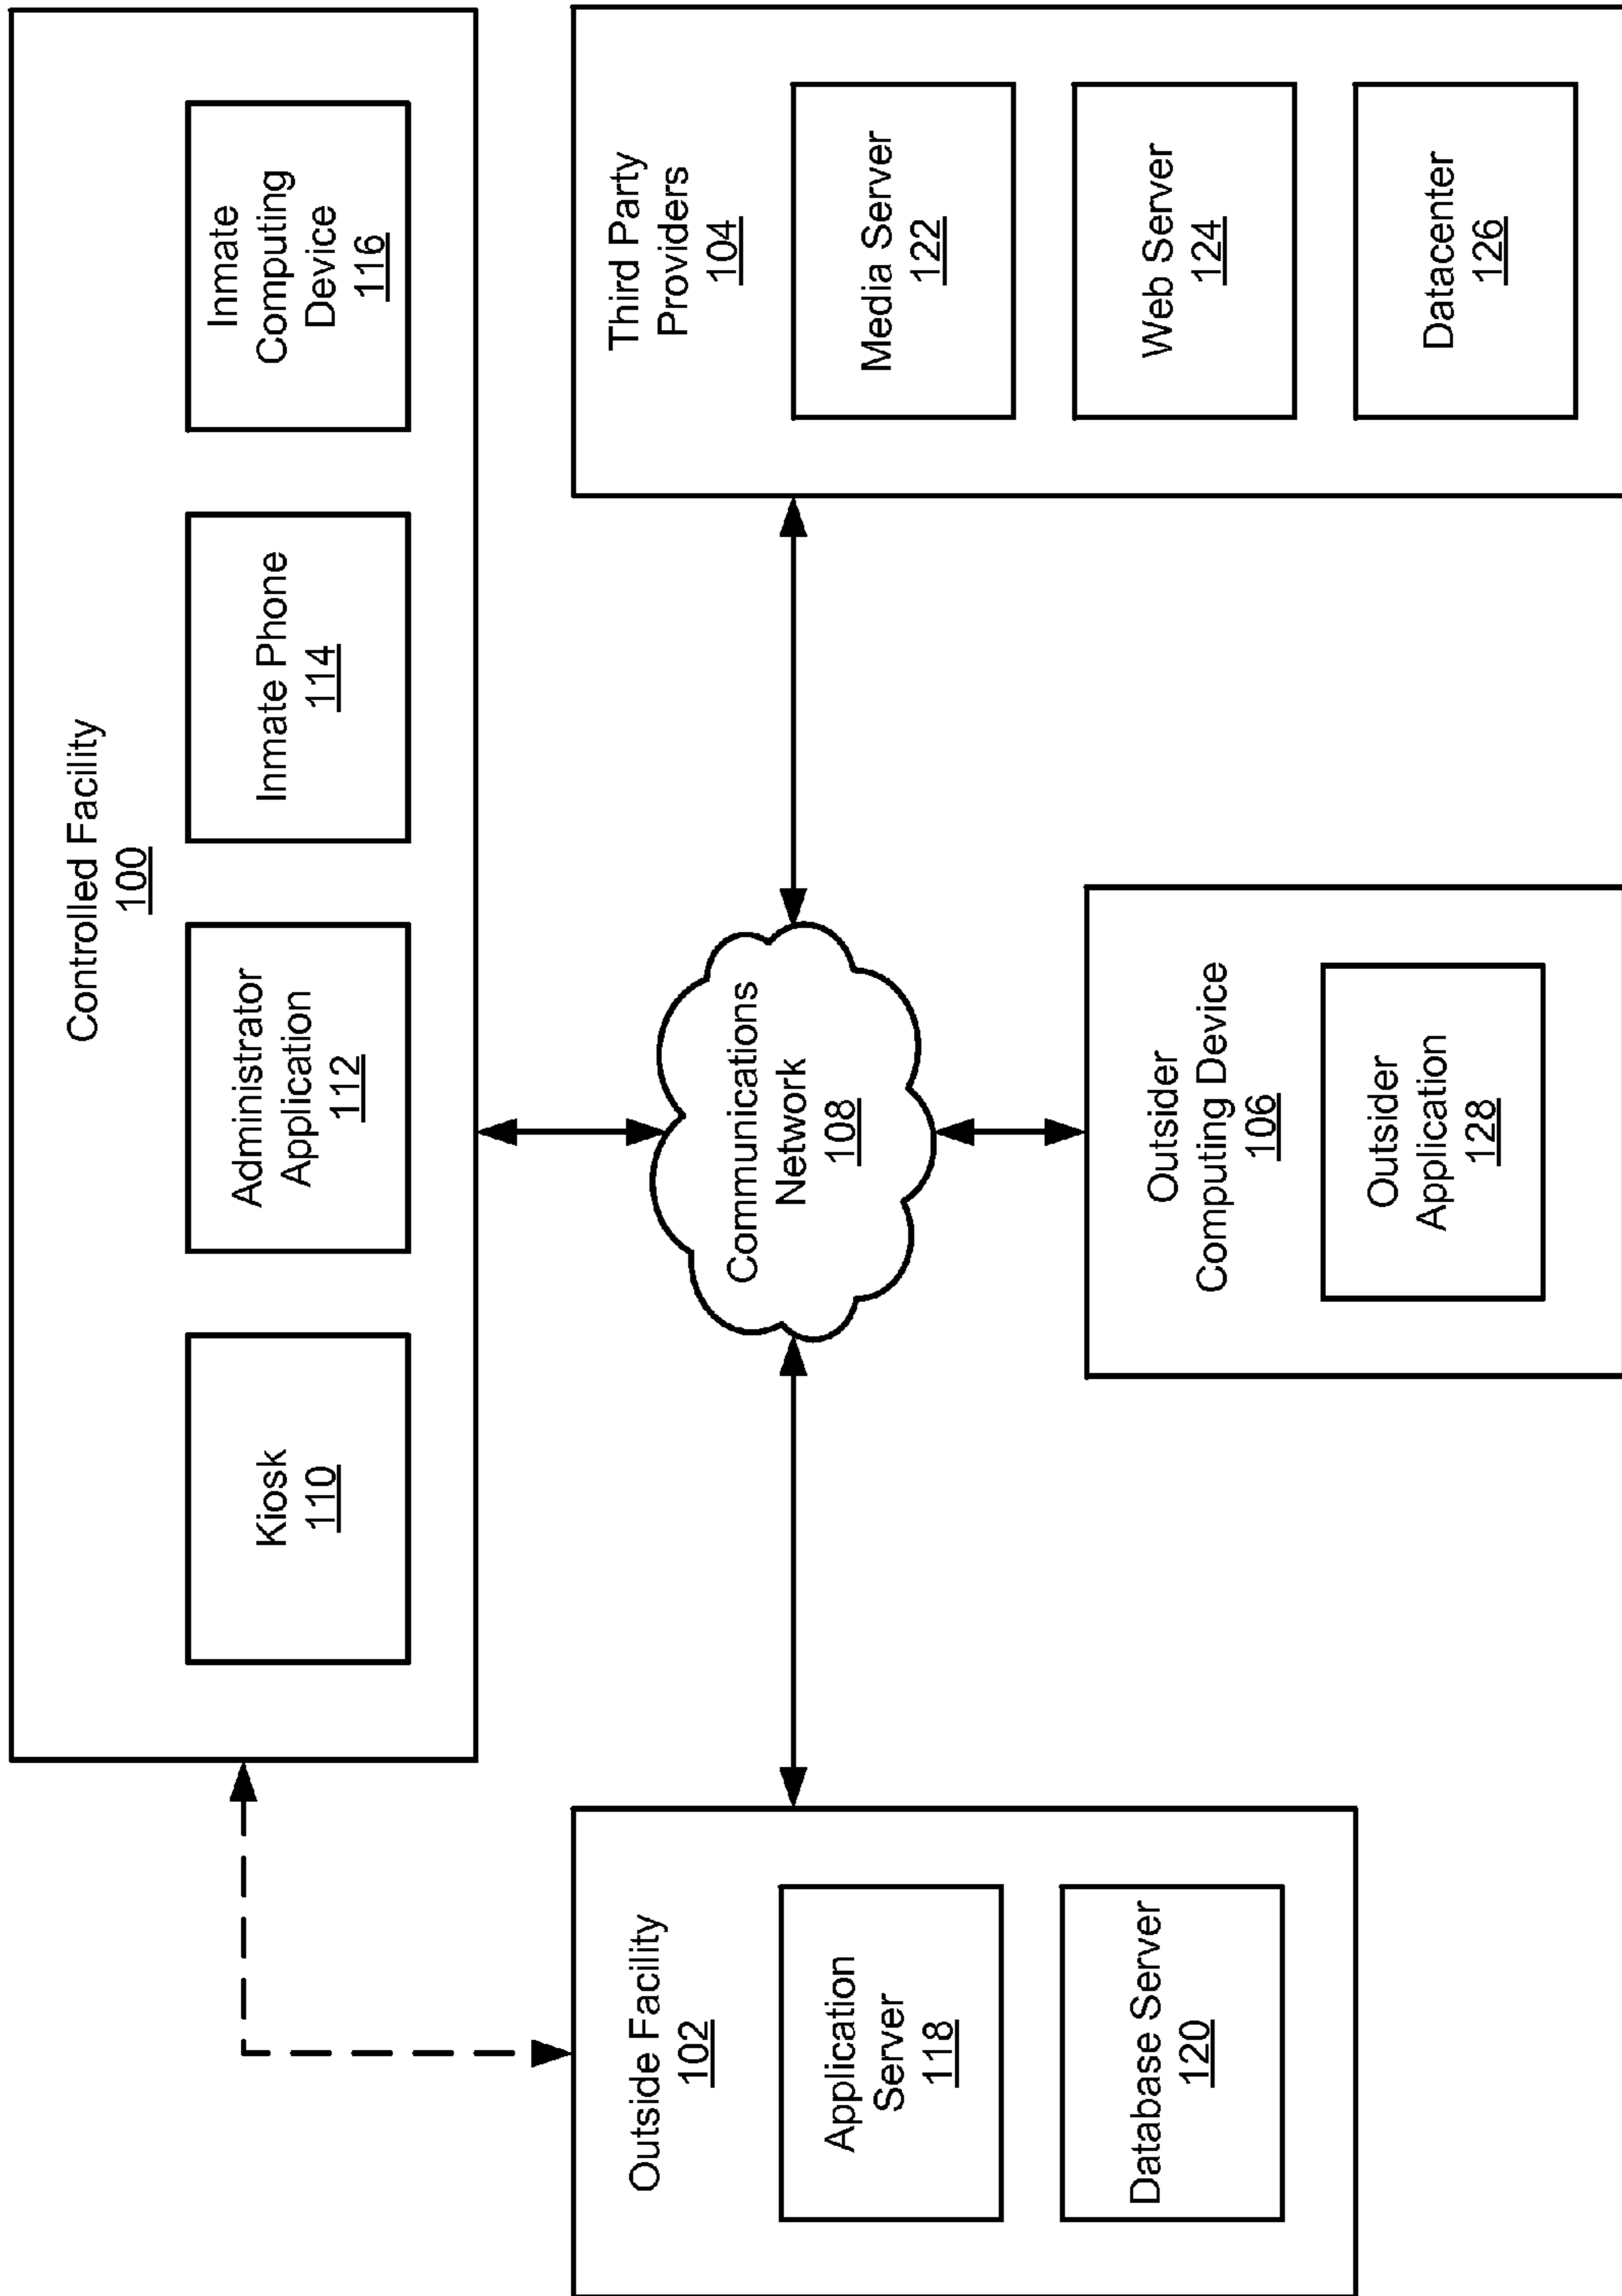 Controlled Facility
100
Kiosk
110
Administrator
Application
112
Inmate Phone
114
Inmate
Computing
Device
116
Outside Facility
102
Application
Server
118
Database Server
120
Communications
Network
108
Outsider
Computing Device
106
Outsider
Application
128
Third Party
Providers
104
Media Server
122
Web Server
124
Datacenter
126